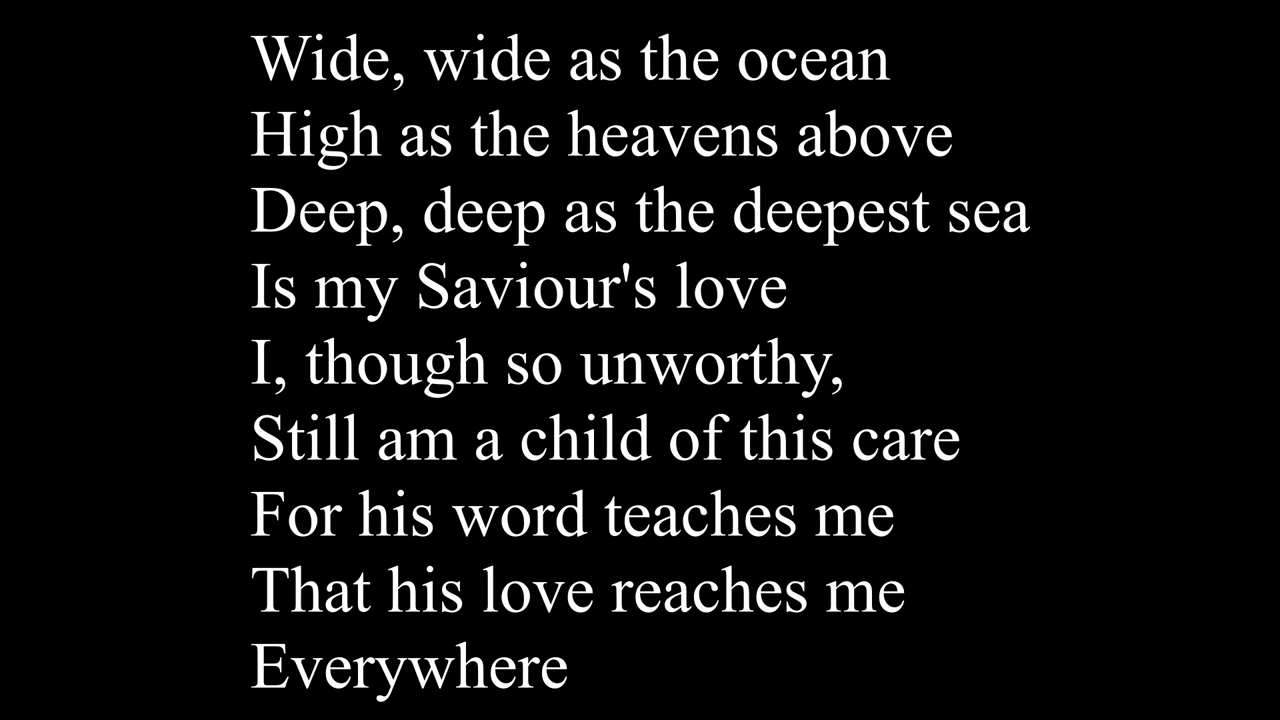 Wide, wide as the ocean
High as the heavens above
Deep, deep as the deepest sea
Is my Saviour's love
I, though so unworthy,
Still am a child of this care
For his word teaches me
That his love reaches me
Everywhere